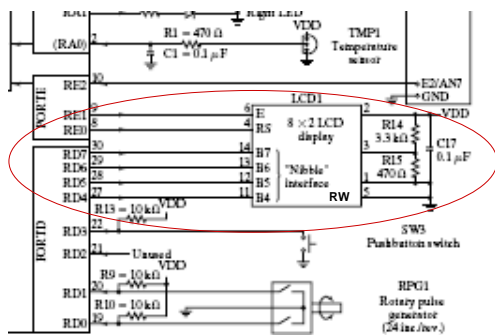 RA1
Right LED
R1 = 470 Ω
VDD
TMP1
Temperature
sensor
(RA0)
2
C1 = 0.1 μF
PORTE
RE2
10
E2/AN7
GND
LCD1
RE1
9
6
E
2
VDD
RE0
8
4
RS
8 × 2 LCD
display
R14
3.3 kΩ
C17
0.1 μF
PORTD
RD7
30
14
B7
3
RD6
29
13
B6
"Nibble"
R15
470 Ω
RD5
28
12
B5
Interface
1
RD4
27
11
B4
RW
5
R13 = 10 kΩ
VDD
RD3
22
SW3
Pushbutton switch
RD2
21
Unused
R9 = 10 kΩ
VDD
RD1
20
R10 = 10 kΩ
RD0
19
RPG1
Rotary pulse
generator
(24 inc./rev.)